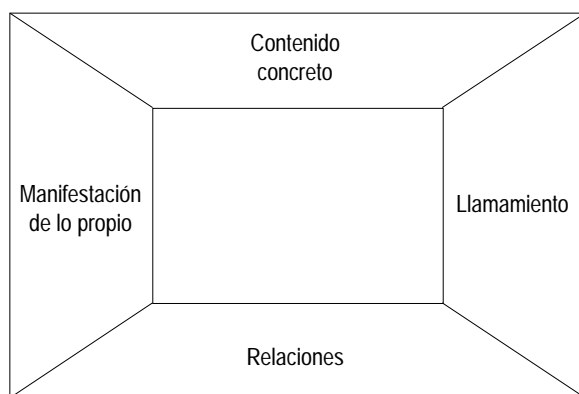 Contenido
concreto
Manifestación
de lo propio
Llamamiento
Relaciones